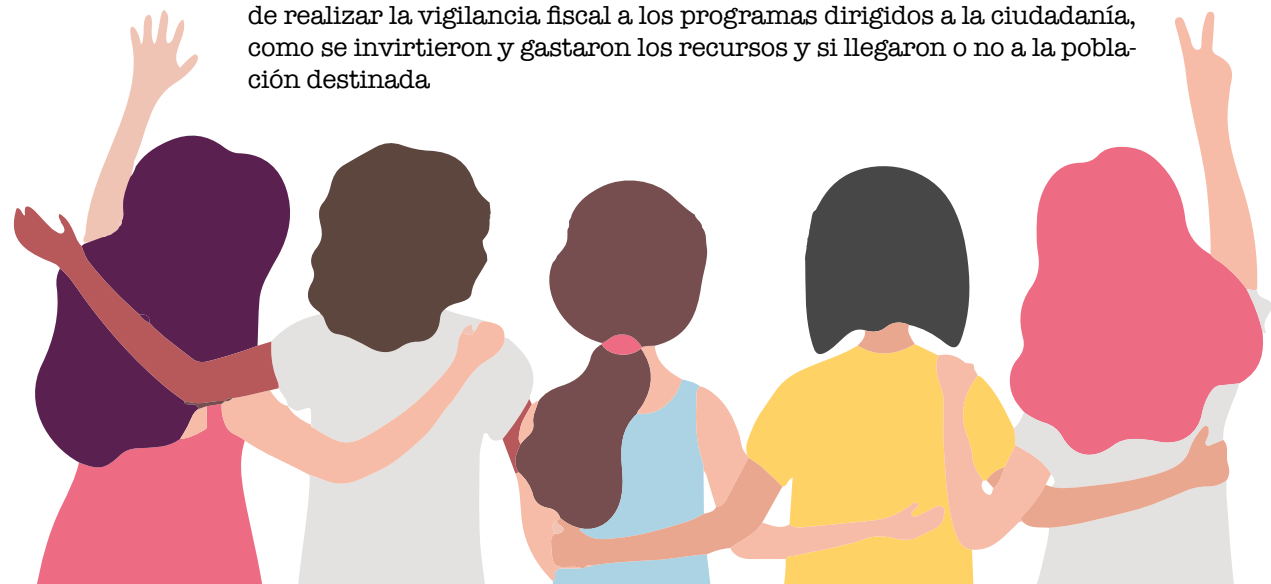 de realizar la vigilancia fiscal a los programas dirigidos a la ciudadanía,
como se invirtieron y gastaron los recursos y si llegaron o no a la pobla-
ción destinada